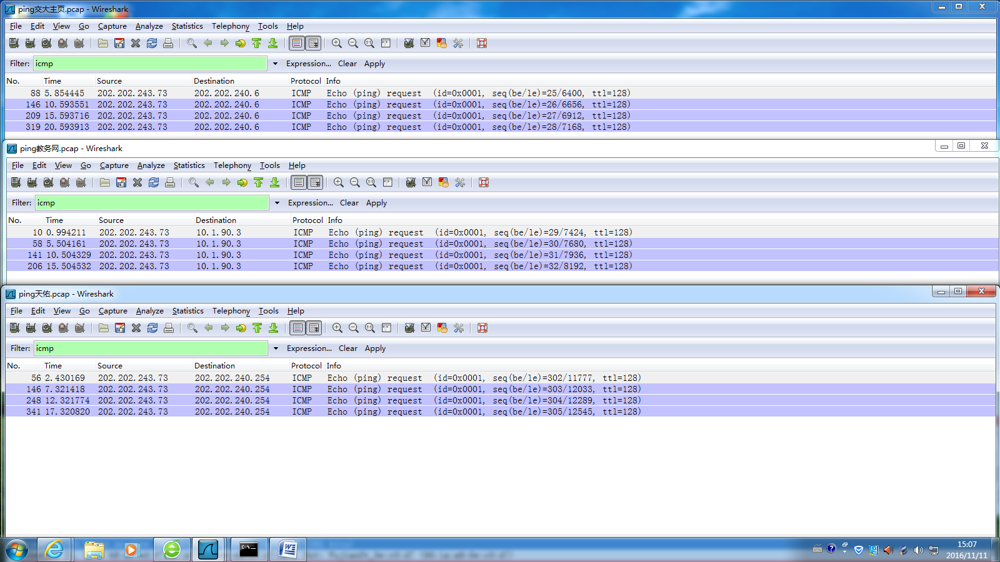 ping交大主页.pcap - Wireshark
File Edit View Go Capture Analyze Statistics Telephony Tools Help
Filter: icmp Expression... Clear Apply
No. Time Source Destination Protocol Info
88 5.854445 202.202.243.73 202.202.240.6 ICMP Echo (ping) request (id=0x0001, seq(be/le)=25/6400, ttl=128)
146 10.593551 202.202.243.73 202.202.240.6 ICMP Echo (ping) request (id=0x0001, seq(be/le)=26/6656, ttl=128)
209 15.593716 202.202.243.73 202.202.240.6 ICMP Echo (ping) request (id=0x0001, seq(be/le)=27/6912, ttl=128)
319 20.593913 202.202.243.73 202.202.240.6 ICMP Echo (ping) request (id=0x0001, seq(be/le)=28/7168, ttl=128)
ping教务网.pcap - Wireshark
File Edit View Go Capture Analyze Statistics Telephony Tools Help
Filter: icmp Expression... Clear Apply
No. Time Source Destination Protocol Info
10 0.994211 202.202.243.73 10.1.90.3 ICMP Echo (ping) request (id=0x0001, seq(be/le)=29/7424, ttl=128)
58 5.504161 202.202.243.73 10.1.90.3 ICMP Echo (ping) request (id=0x0001, seq(be/le)=30/7680, ttl=128)
141 10.504329 202.202.243.73 10.1.90.3 ICMP Echo (ping) request (id=0x0001, seq(be/le)=31/7936, ttl=128)
206 15.504532 202.202.243.73 10.1.90.3 ICMP Echo (ping) request (id=0x0001, seq(be/le)=32/8192, ttl=128)
ping天佑.pcap - Wireshark
File Edit View Go Capture Analyze Statistics Telephony Tools Help
Filter: icmp Expression... Clear Apply
No. Time Source Destination Protocol Info
56 2.430169 202.202.243.73 202.202.240.254 ICMP Echo (ping) request (id=0x0001, seq(be/le)=302/11777, ttl=128)
146 7.321418 202.202.243.73 202.202.240.254 ICMP Echo (ping) request (id=0x0001, seq(be/le)=303/12033, ttl=128)
248 12.321774 202.202.243.73 202.202.240.254 ICMP Echo (ping) request (id=0x0001, seq(be/le)=304/12289, ttl=128)
341 17.320820 202.202.243.73 202.202.240.254 ICMP Echo (ping) request (id=0x0001, seq(be/le)=305/12545, ttl=128)
15:07
2016/11/11